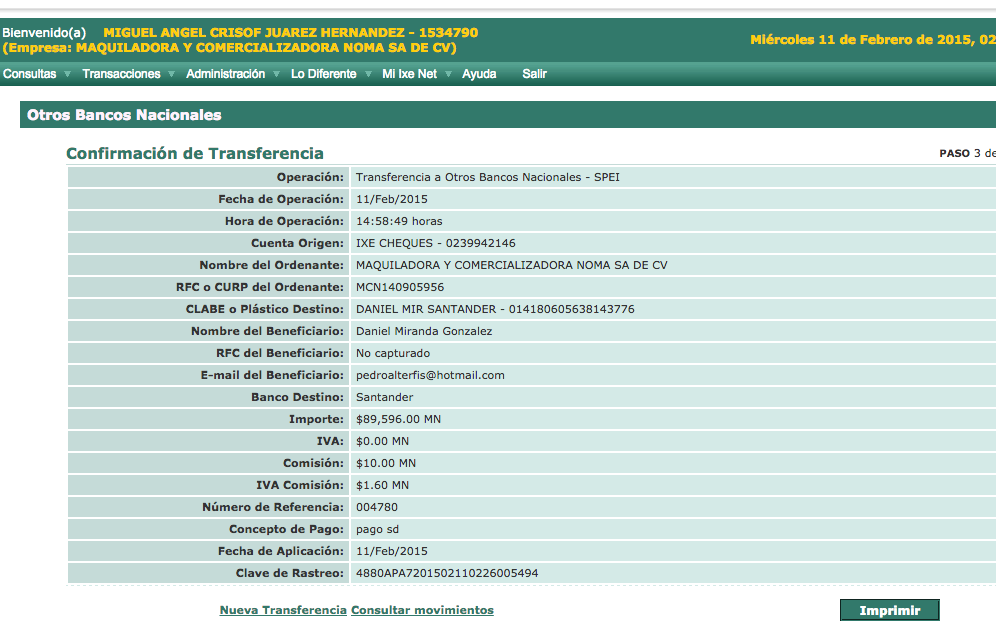 Bienvenido(a) MIGUEL ANGEL CRISOF JUAREZ HERNANDEZ - 1534790
(Empresa: MAQUILADORA Y COMERCIALIZADORA NOMA SA DE CV)
Miércoles 11 de Febrero de 2015, 02
Consultas Transacciones Administración Lo Diferente Mi Ixe Net Ayuda Salir
Otros Bancos Nacionales
Confirmación de Transferencia PASO 3 de
Operación: Transferencia a Otros Bancos Nacionales - SPEI
Fecha de Operación: 11/Feb/2015
Hora de Operación: 14:58:49 horas
Cuenta Origen: IXE CHEQUES - 0239942146
Nombre del Ordenante: MAQUILADORA Y COMERCIALIZADORA NOMA SA DE CV
RFC o CURP del Ordenante: MCN140905956
CLABE o Plástico Destino: DANIEL MIR SANTANDER - 014180605638143776
Nombre del Beneficiario: Daniel Miranda Gonzalez
RFC del Beneficiario: No capturado
E-mail del Beneficiario: pedroalterfis@hotmail.com
Banco Destino: Santander
Importe: $89,596.00 MN
IVA: $0.00 MN
Comisión: $10.00 MN
IVA Comisión: $1.60 MN
Número de Referencia: 004780
Concepto de Pago: pago sd
Fecha de Aplicación: 11/Feb/2015
Clave de Rastreo: 4880APA7201502110226005494
Nueva Transferencia Consultar movimientos Imprimir